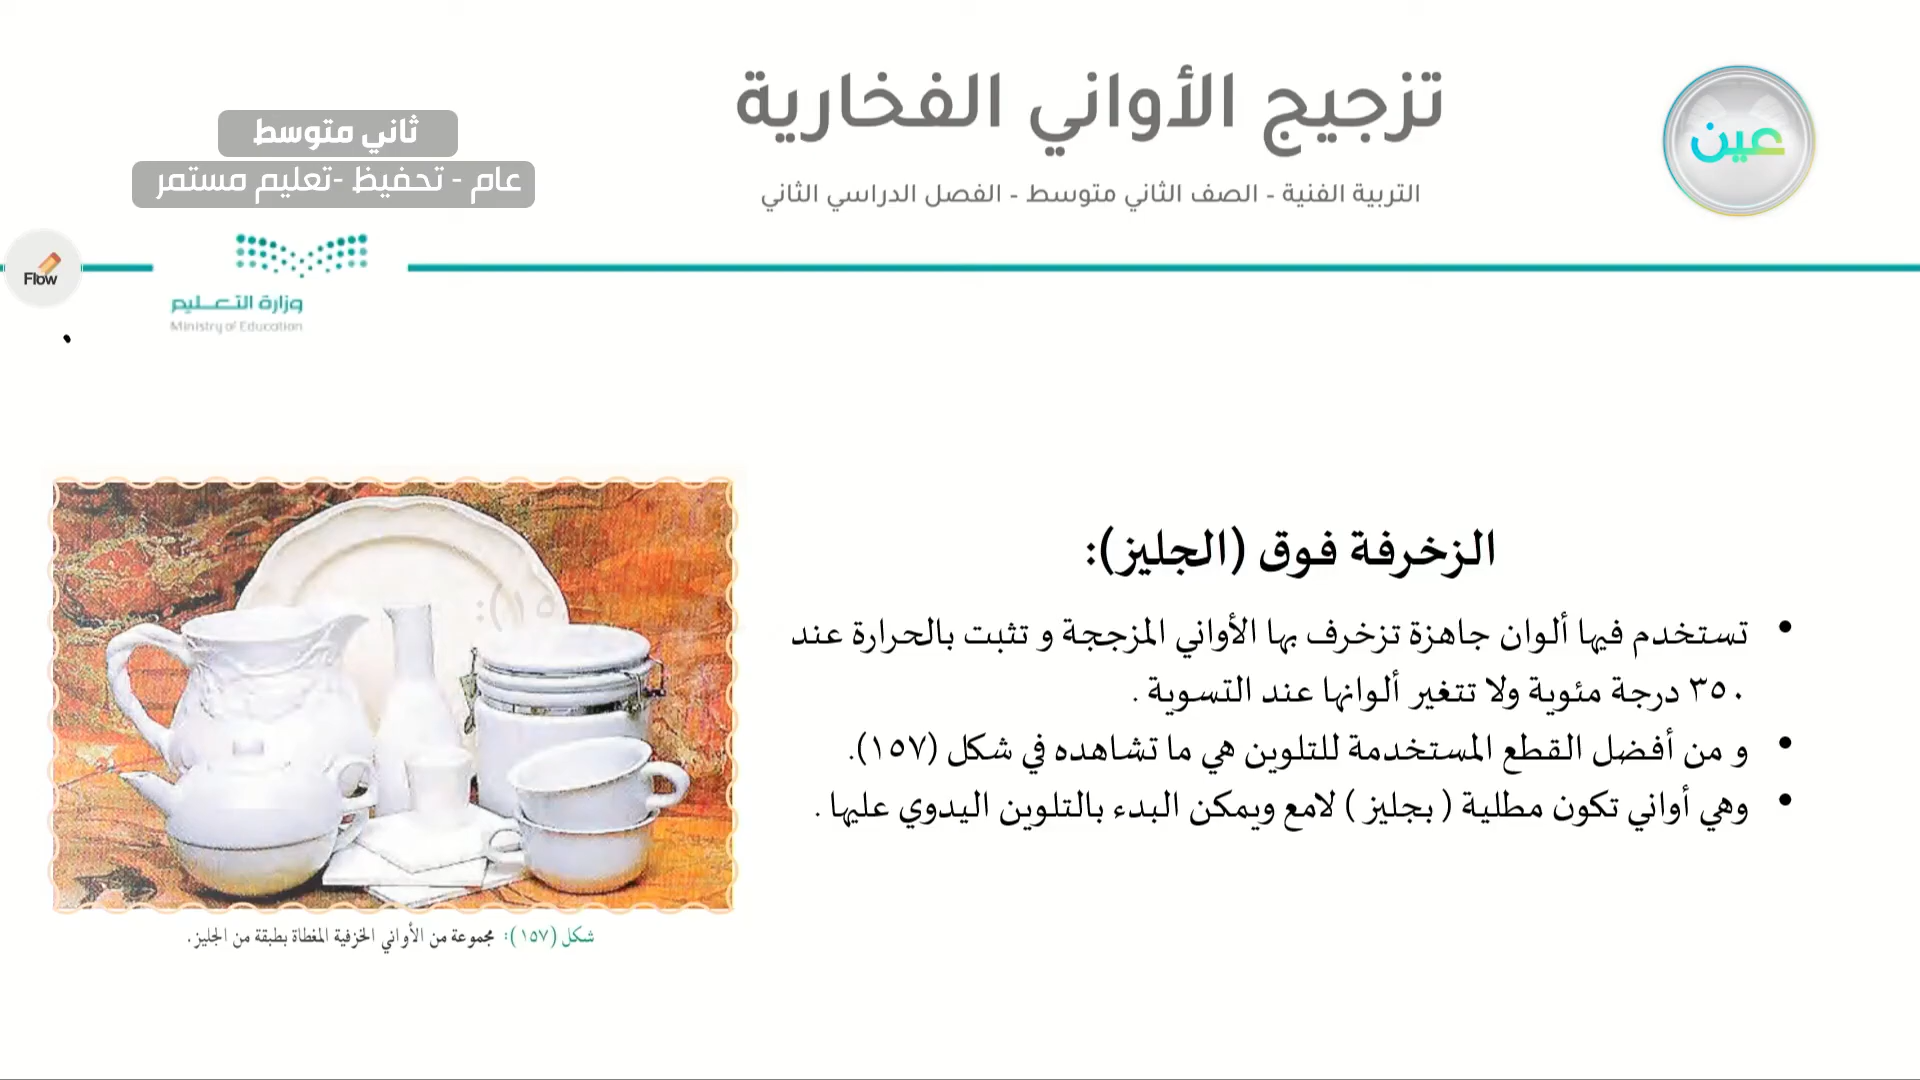 تزجيج الأواني الفخارية
التربية الفنية - الصف الثاني متوسط - الفصل الدراسي الثاني
عين
ثاني متوسط
عام - تحفيظ -تعليم مستمر
Flow
وزارة التعليم
Ministry of Education
الزخرفة فوق (الجليز):
• تستخدم فيها ألوان جاهزة تزخرف بها الأواني المزججة و تثبت بالحرارة عند
٣٥٠ درجة مئوية ولا تتغير ألوانها عند التسوية .
• و من أفضل القطع المستخدمة للتلوين هي ما تشاهده في شكل (١٥٧).
• وهي أواني تكون مطلية ( بجليز ) لامع ويمكن البدء بالتلوين اليدوي عليها .
شكل (١٥٧): مجموعة من الأواني الخزفية المغطاة بطبقة من الجليز.